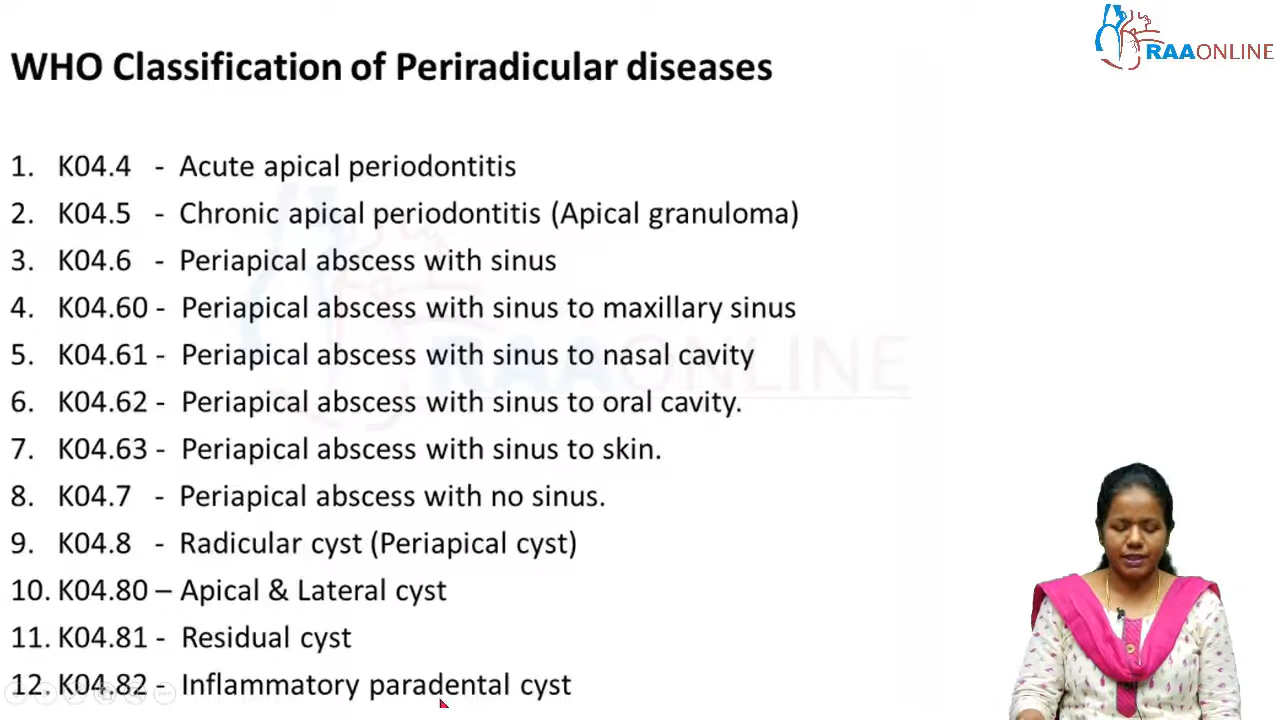 RAAONLINE
WHO Classification of Periradicular diseases
1. K04.4 - Acute apical periodontitis
2. K04.5 - Chronic apical periodontitis (Apical granuloma)
3. K04.6 - Periapical abscess with sinus
4. K04.60 - Periapical abscess with sinus to maxillary sinus
5. K04.61 - Periapical abscess with sinus to nasal cavity
6. K04.62 - Periapical abscess with sinus to oral cavity.
7. K04.63 - Periapical abscess with sinus to skin.
8. K04.7 - Periapical abscess with no sinus.
9. K04.8 - Radicular cyst (Periapical cyst)
10. K04.80 – Apical & Lateral cyst
11. K04.81 - Residual cyst
12. K04.82 - Inflammatory paradental cyst
RAAONLINE